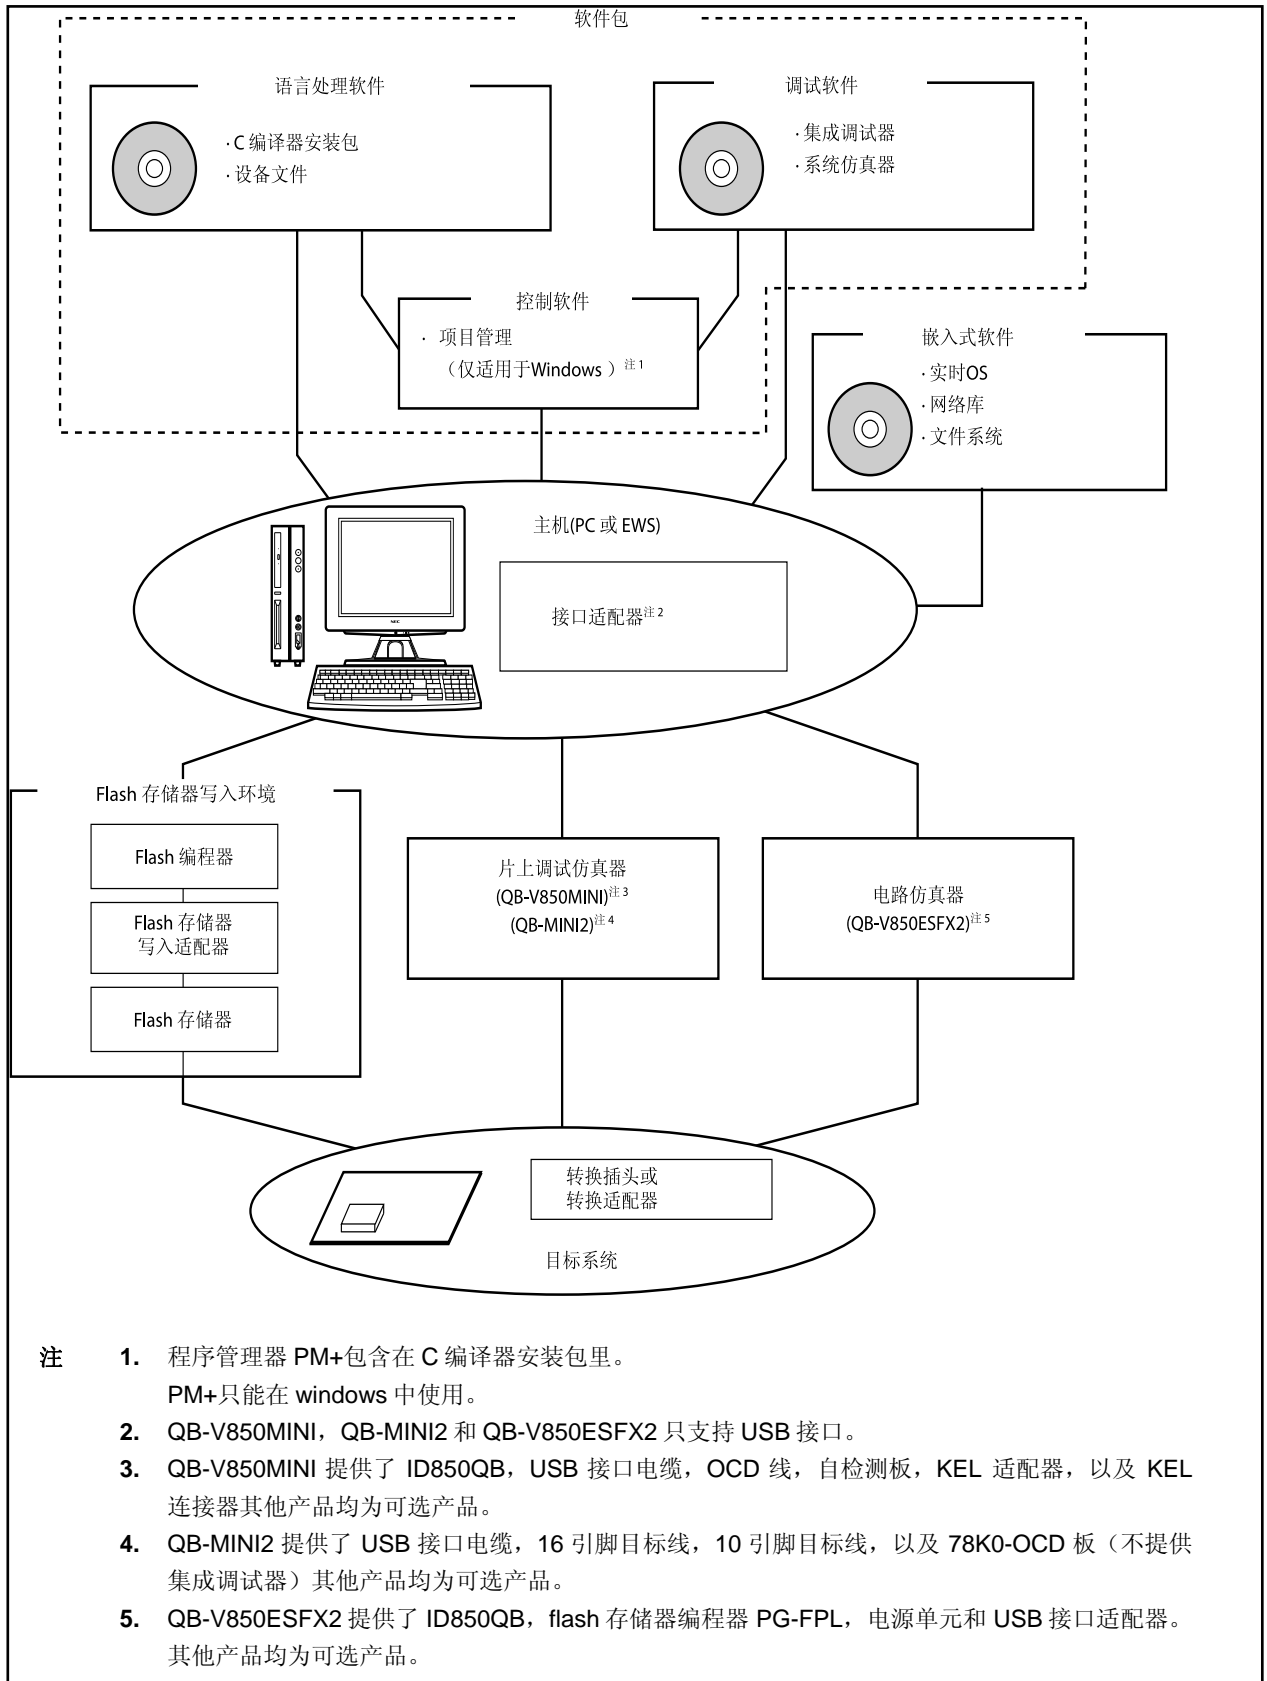 软件包
语言处理软件
·C 编译器安装包
·设备文件
调试软件
·集成调试器
·系统仿真器
控制软件
· 项目管理
（仅适用于Windows ）注 1
嵌入式软件
·实时OS
·网络库
·文件系统
主机(PC 或 EWS)
接口适配器注 2
NEC
Flash 存储器写入环境
Flash 编程器
Flash 存储器
写入适配器
Flash 存储器
片上调试仿真器
(QB-V850MINI)注 3
(QB-MINI2)注 4
电路仿真器
(QB-V850ESFX2)注 5
转换插头或
转换适配器
目标系统
注 1. 程序管理器 PM+包含在 C 编译器安装包里。
PM+只能在 windows 中使用。
2. QB-V850MINI，QB-MINI2 和 QB-V850ESFX2 只支持 USB 接口。
3. QB-V850MINI 提供了 ID850QB，USB 接口电缆，OCD 线，自检测板，KEL 适配器，以及 KEL
连接器其他产品均为可选产品。
4. QB-MINI2 提供了 USB 接口电缆，16 引脚目标线，10 引脚目标线，以及 78K0-OCD 板（不提供
集成调试器）其他产品均为可选产品。
5. QB-V850ESFX2 提供了 ID850QB，flash 存储器编程器 PG-FPL，电源单元和 USB 接口适配器。
其他产品均为可选产品。